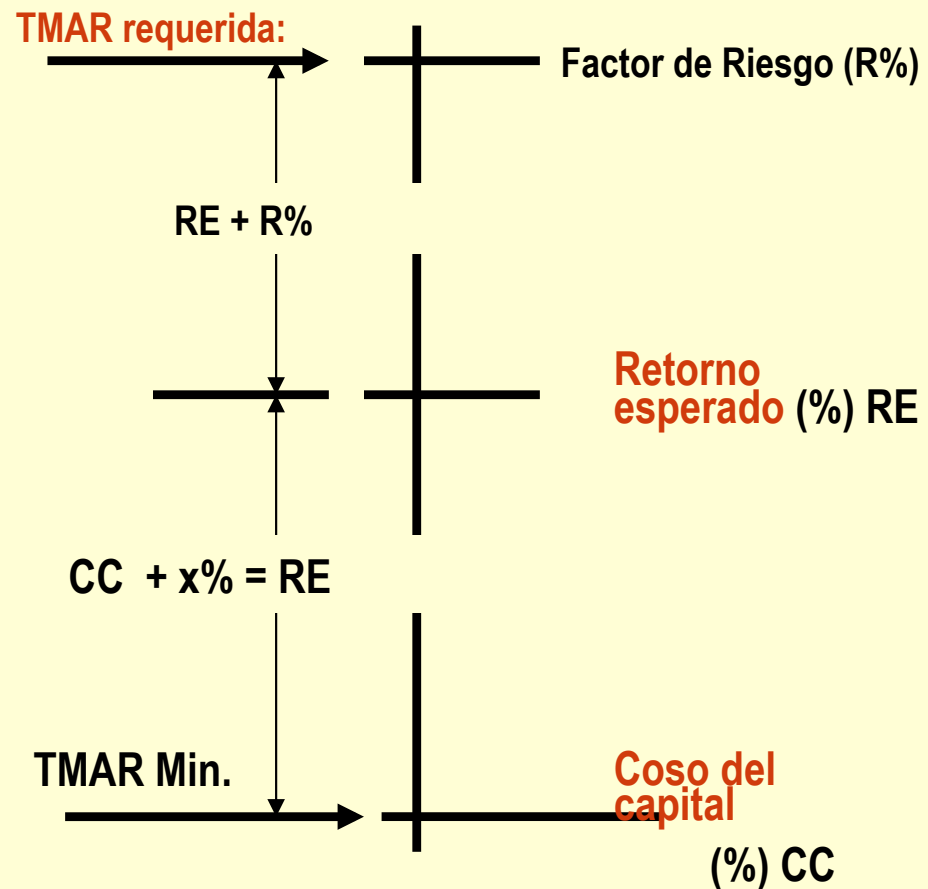 TMAR requerida:
Factor de Riesgo (R%)
RE + R%
Retorno
esperado (%) RE
CC + x% = RE
TMAR Min.
Coso del
capital
(%) CC